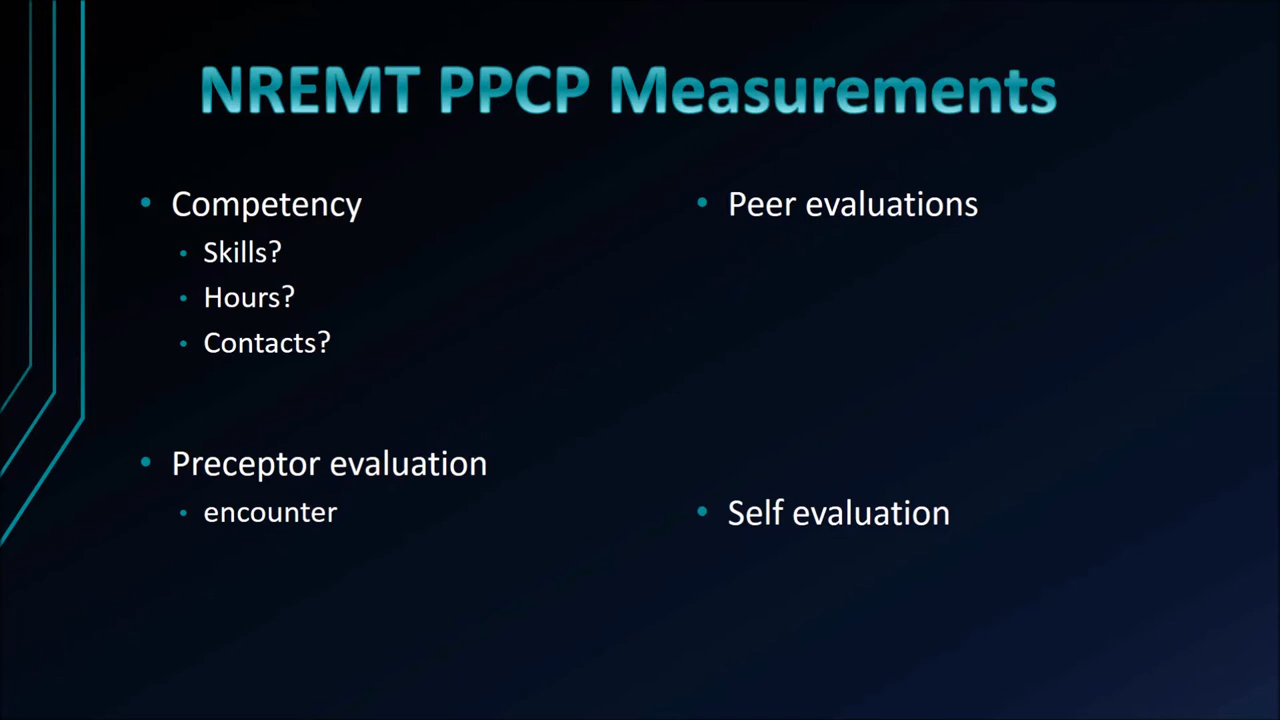 NREMT PPCP Measurements
• Competency
• Skills?
• Hours?
• Contacts?
• Preceptor evaluation
• encounter
• Peer evaluations
• Self evaluation